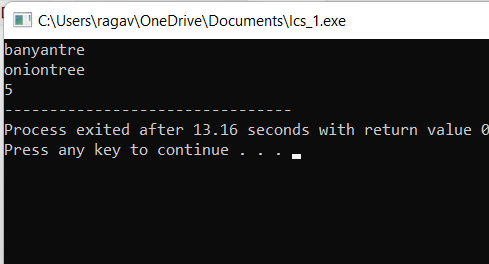 C:\Users\ragav\OneDrive\Documents\lcs_1.exe
banyantre
oniontree
5
--------------------------------
Process exited after 13.16 seconds with return value 0
Press any key to continue . . .